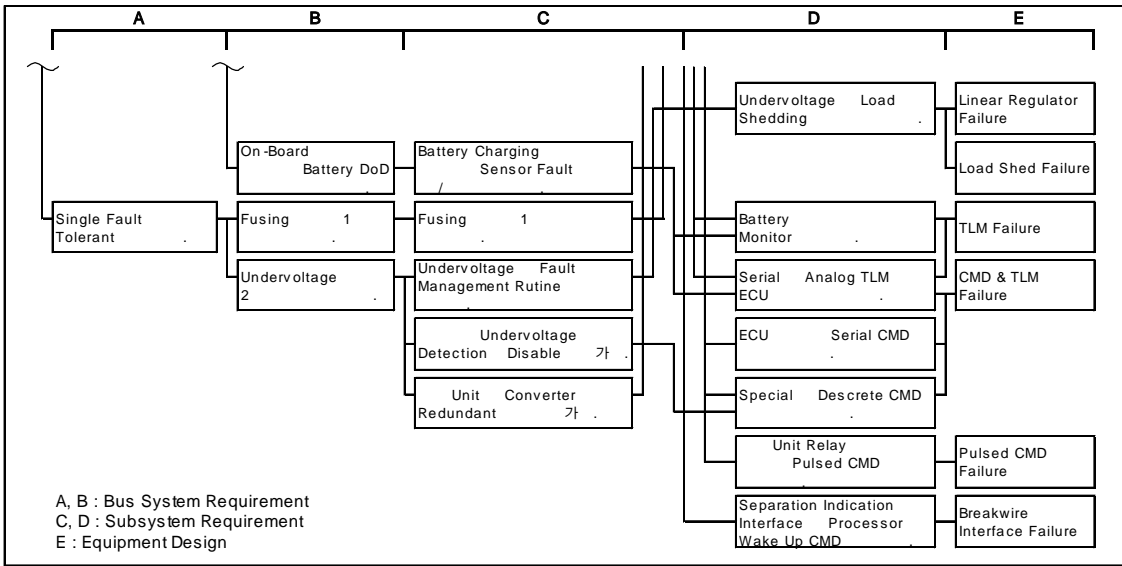 A B C D E
Undervoltage Load
Shedding .
Linear Regulator
Failure
On-Board
Battery DoD
.
Battery Charging
Sensor Fault
/ .
Load Shed Failure
Single Fault
Tolerant .
Fusing 1
.
Fusing 1
.
Battery
Monitor .
TLM Failure
Undervoltage
2 .
Undervoltage Fault
Management Rutine
.
Serial Analog TLM
ECU .
CMD & TLM
Failure
Undervoltage
Detection Disable 가 .
ECU Serial CMD
.
Unit Converter
Redundant 가 .
Special Descrete CMD
.
Unit Relay
Pulsed CMD
.
Pulsed CMD
Failure
Separation Indication
Interface Processor
Wake Up CMD .
Breakwire
Interface Failure
A, B : Bus System Requirement
C, D : Subsystem Requirement
E : Equipment Design